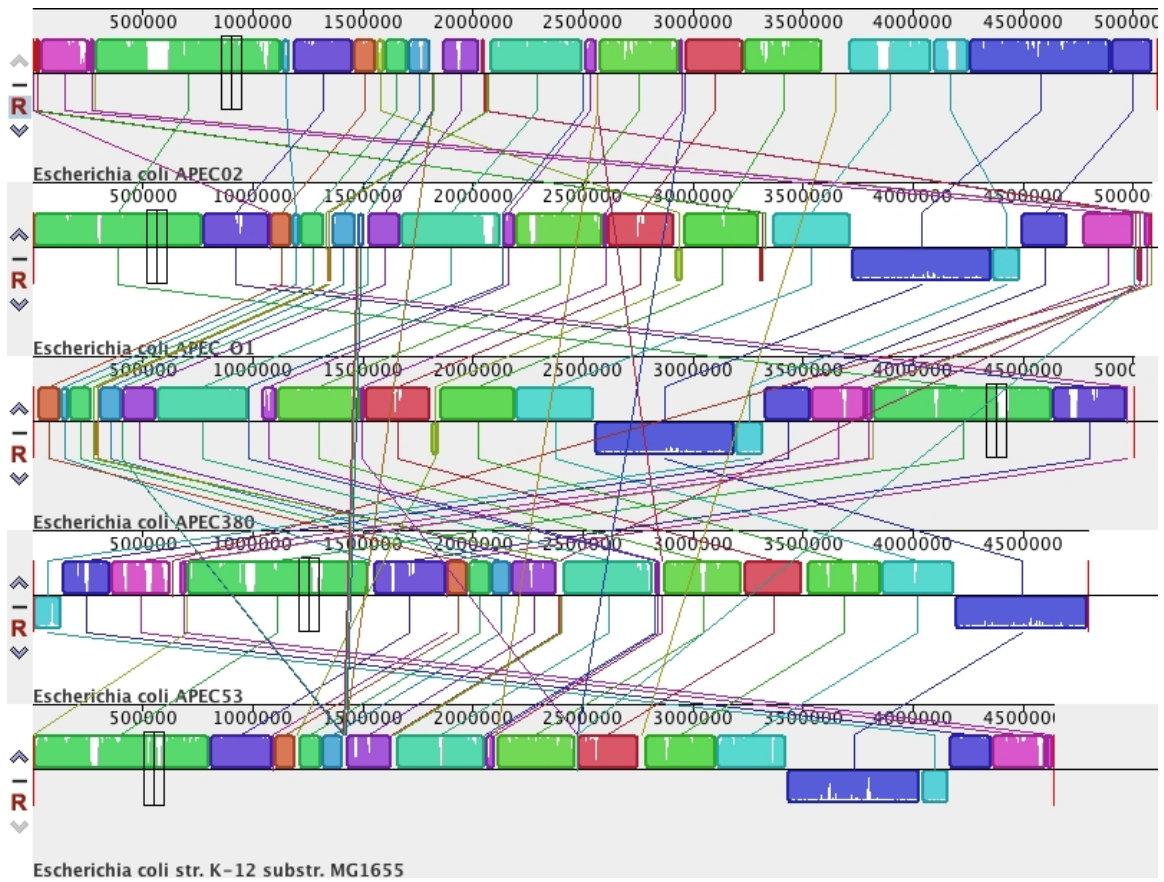 500000 1000000 1500000 2000000 2500000 3000000 3500000 4000000 4500000 5000000
R
Escherichia coli APEC02
500000 1000000 1500000 2000000 2500000 3000000 3500000 4000000 4500000 50000
R
Escherichia coli APEC_O1
500000 1000000 1500000 2000000 2500000 3000000 3500000 4000000 4500000 5000
R
Escherichia coli APEC380
500000 1000000 1500000 2000000 2500000 3000000 3500000 4000000 4500000
R
Escherichia coli APEC53
500000 1000000 1500000 2000000 2500000 3000000 3500000 4000000 4500000
R
Escherichia coli str. K-12 substr. MG1655